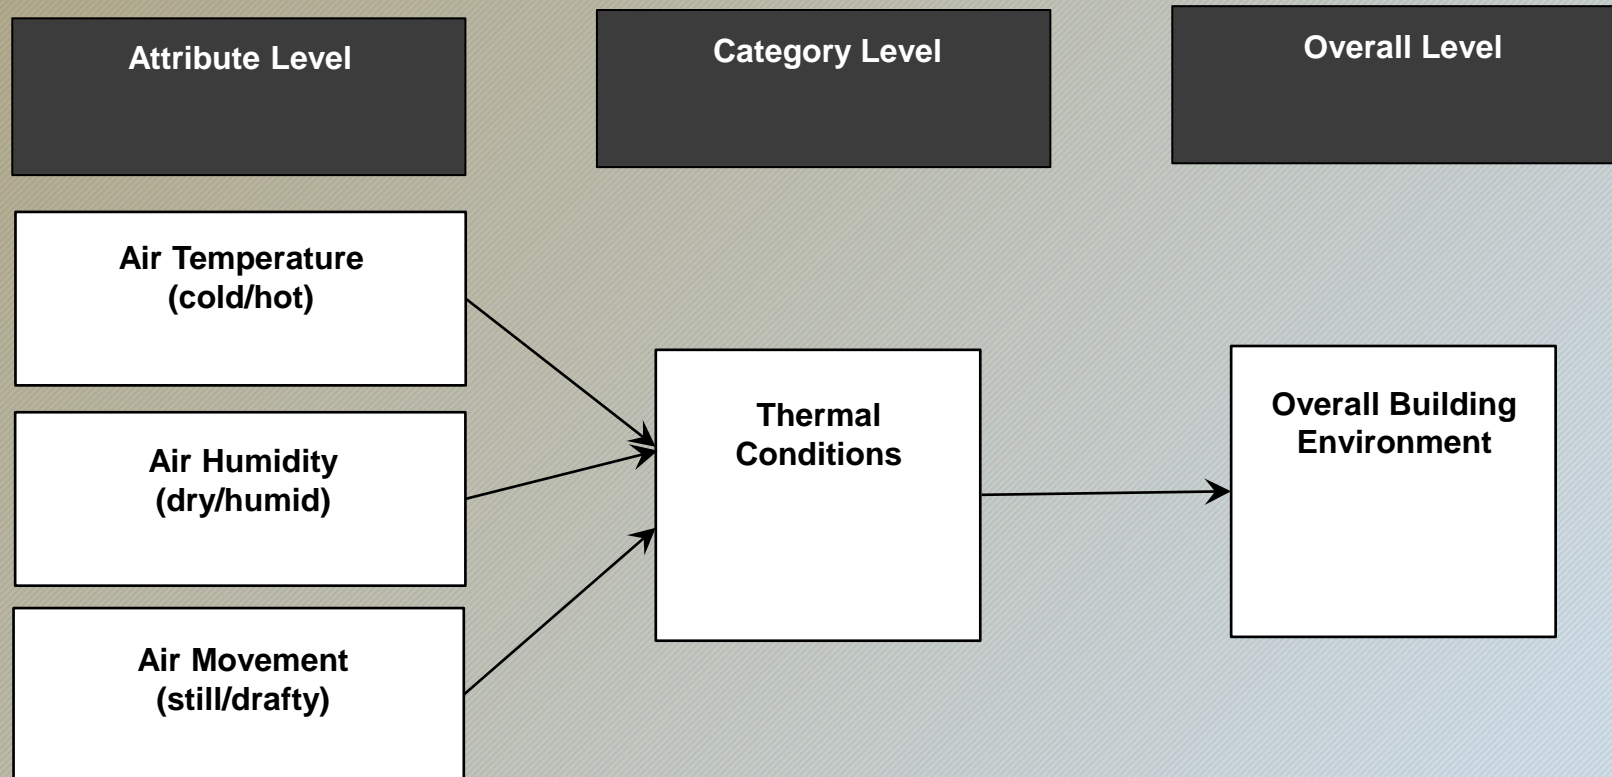 Attribute Level
Category Level
Overall Level
Air Temperature
(cold/hot)
Air Humidity
(dry/humid)
Air Movement
(still/drafty)
Thermal
Conditions
Overall Building
Environment